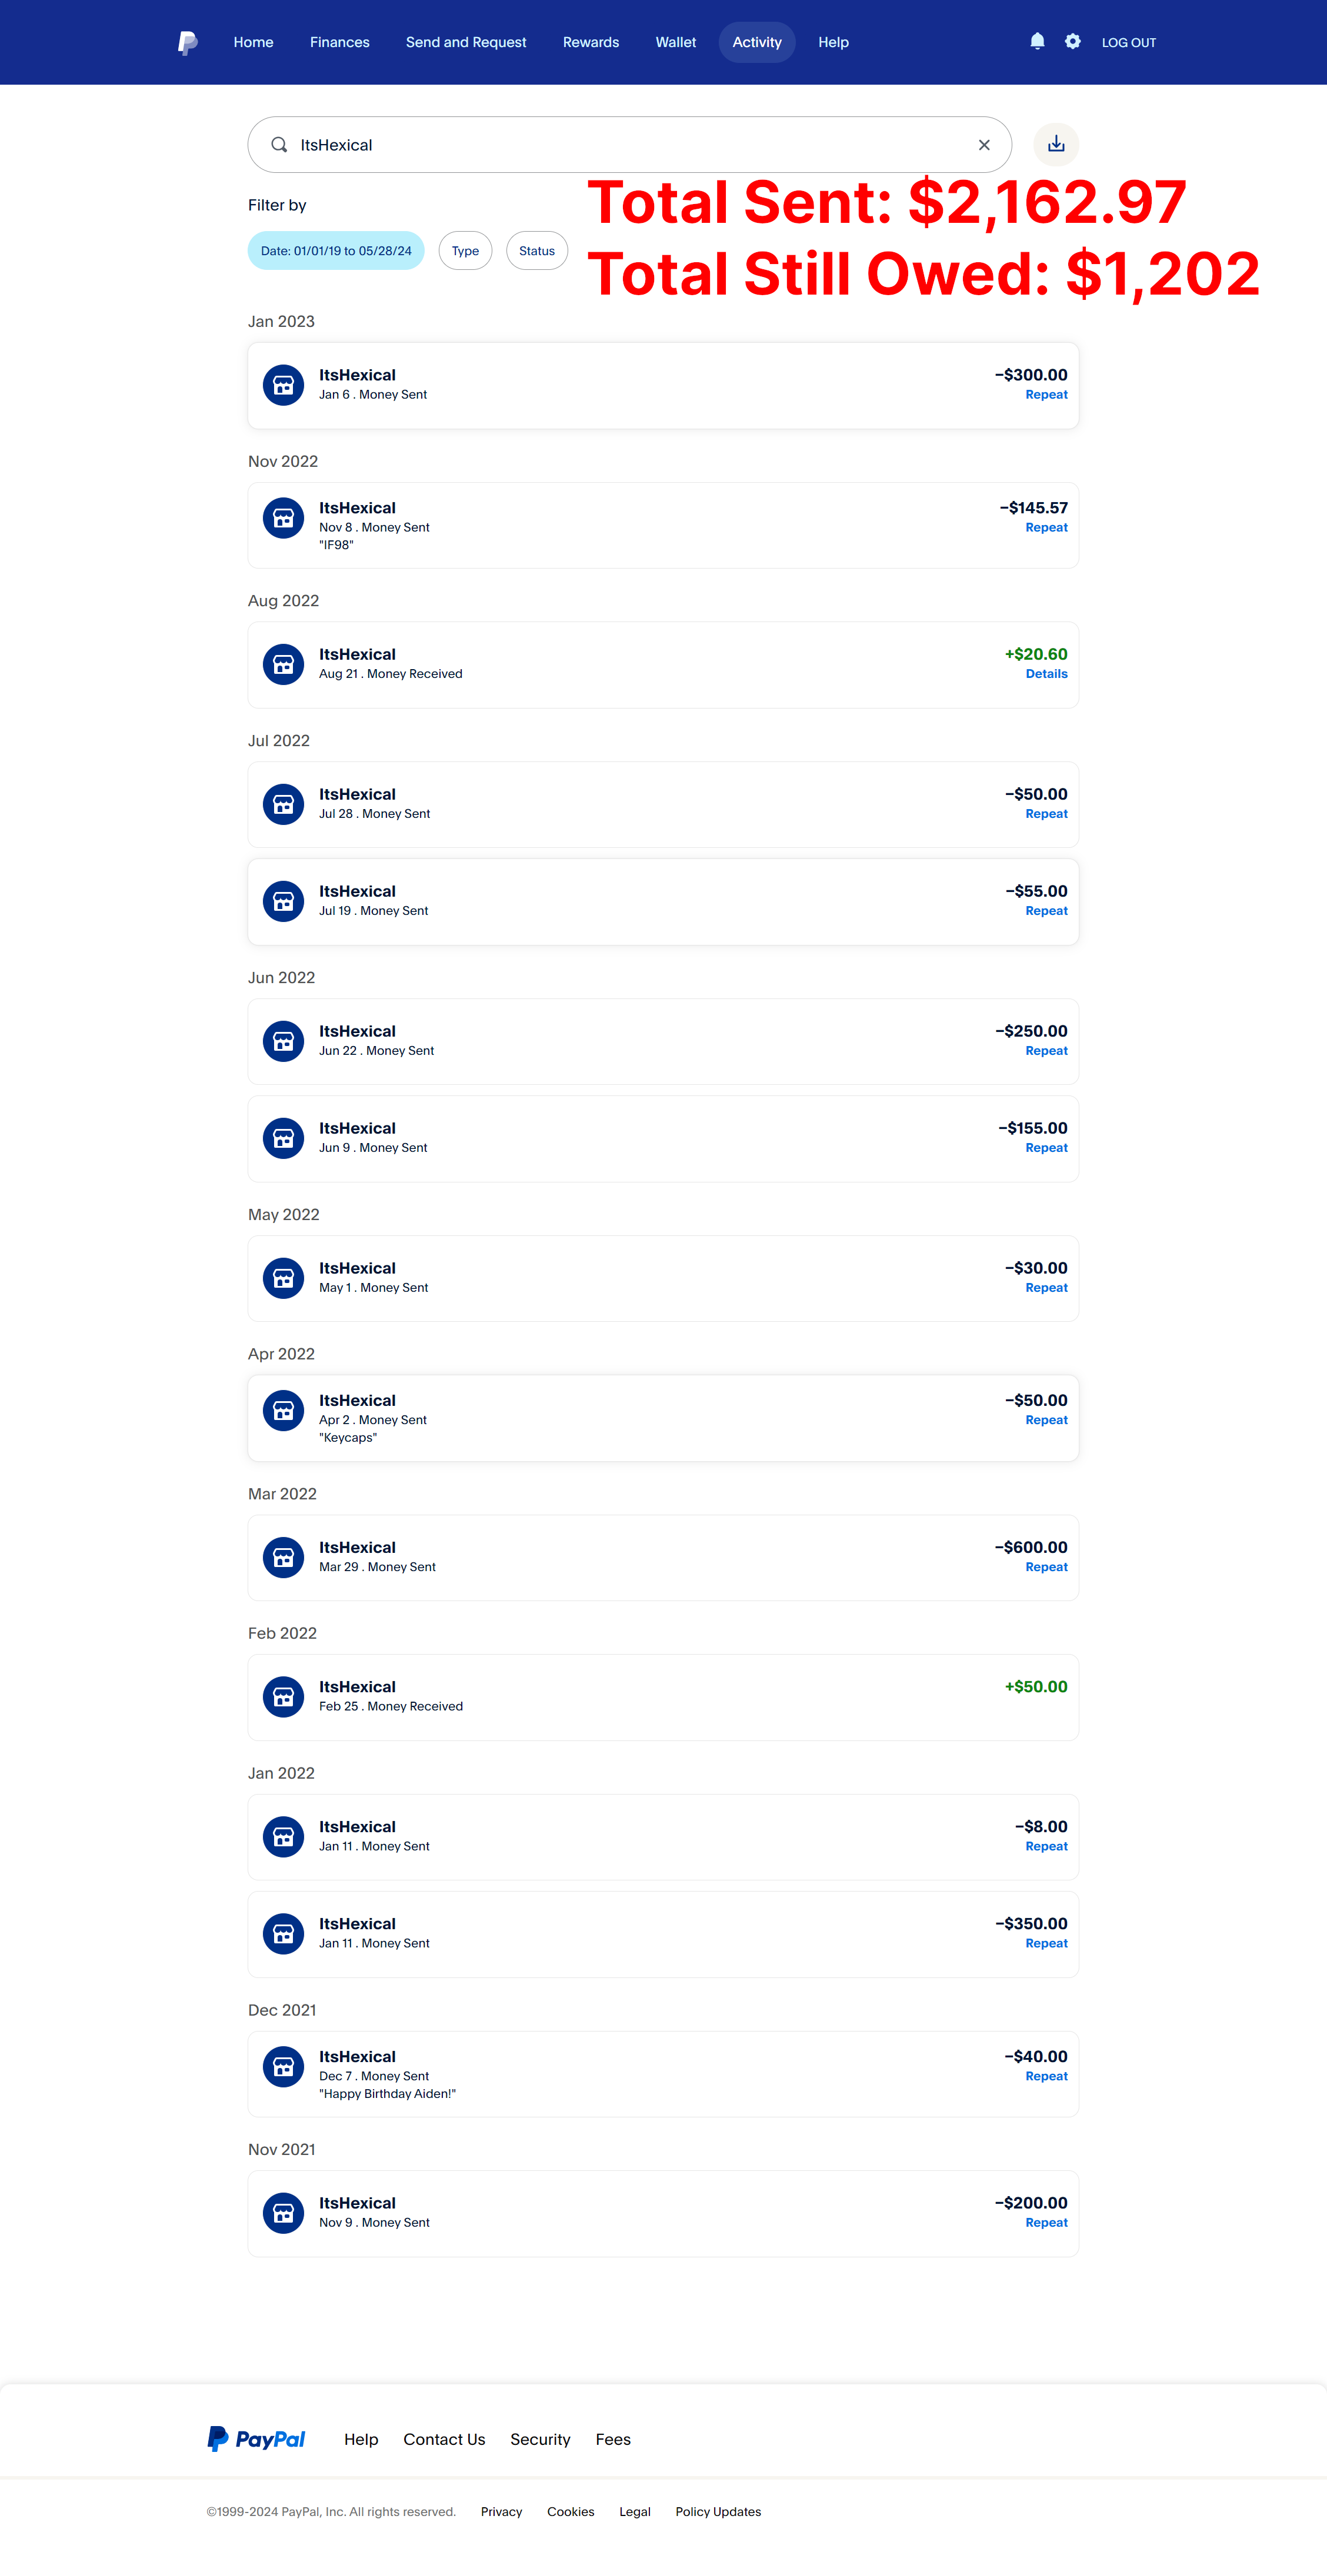 Home Finances Send and Request Rewards Wallet Activity Help LOG OUT
ItsHexical
Total Sent: $2,162.97
Filter by
Date: 01/01/19 to 05/28/24 Type Status
Total Still Owed: $1,202
Jan 2023
ItsHexical −$300.00
Jan 6 . Money Sent Repeat
Nov 2022
ItsHexical −$145.57
Nov 8 . Money Sent Repeat
"IF98"
Aug 2022
ItsHexical +$20.60
Aug 21 . Money Received Details
Jul 2022
ItsHexical −$50.00
Jul 28 . Money Sent Repeat
ItsHexical −$55.00
Jul 19 . Money Sent Repeat
Jun 2022
ItsHexical −$250.00
Jun 22 . Money Sent Repeat
ItsHexical −$155.00
Jun 9 . Money Sent Repeat
May 2022
ItsHexical −$30.00
May 1 . Money Sent Repeat
Apr 2022
ItsHexical −$50.00
Apr 2 . Money Sent Repeat
"Keycaps"
Mar 2022
ItsHexical −$600.00
Mar 29 . Money Sent Repeat
Feb 2022
ItsHexical +$50.00
Feb 25 . Money Received
Jan 2022
ItsHexical −$8.00
Jan 11 . Money Sent Repeat
ItsHexical −$350.00
Jan 11 . Money Sent Repeat
Dec 2021
ItsHexical −$40.00
Dec 7 . Money Sent Repeat
"Happy Birthday Aiden!"
Nov 2021
ItsHexical −$200.00
Nov 9 . Money Sent Repeat
PayPal Help Contact Us Security Fees
©1999-2024 PayPal, Inc. All rights reserved. Privacy Cookies Legal Policy Updates